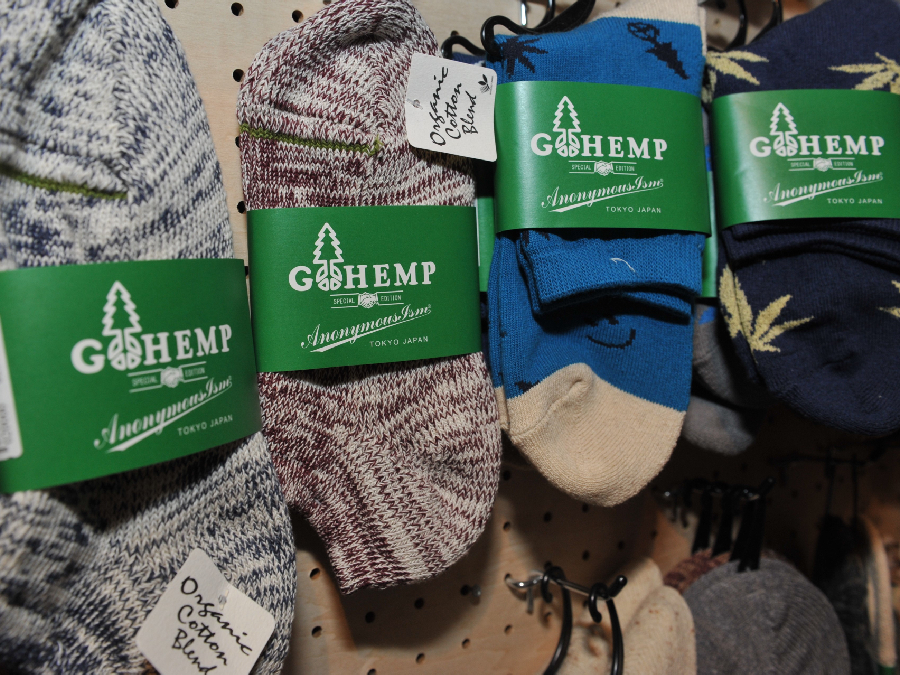 GOHEMP
SPECIAL EDITION
AnonymousIsm
TOKYO JAPAN
Organic
Cotton
Blend
GOHEMP
SPECIAL EDITION
AnonymousIsm
TOKYO JAPAN
Organic
Cotton
Blend
GOHEMP
SPECIAL EDITION
AnonymousIsm
TOKYO JAPAN
GOHEMP
SPECIAL EDITION
AnonymousIsm
TOKYO JAPAN